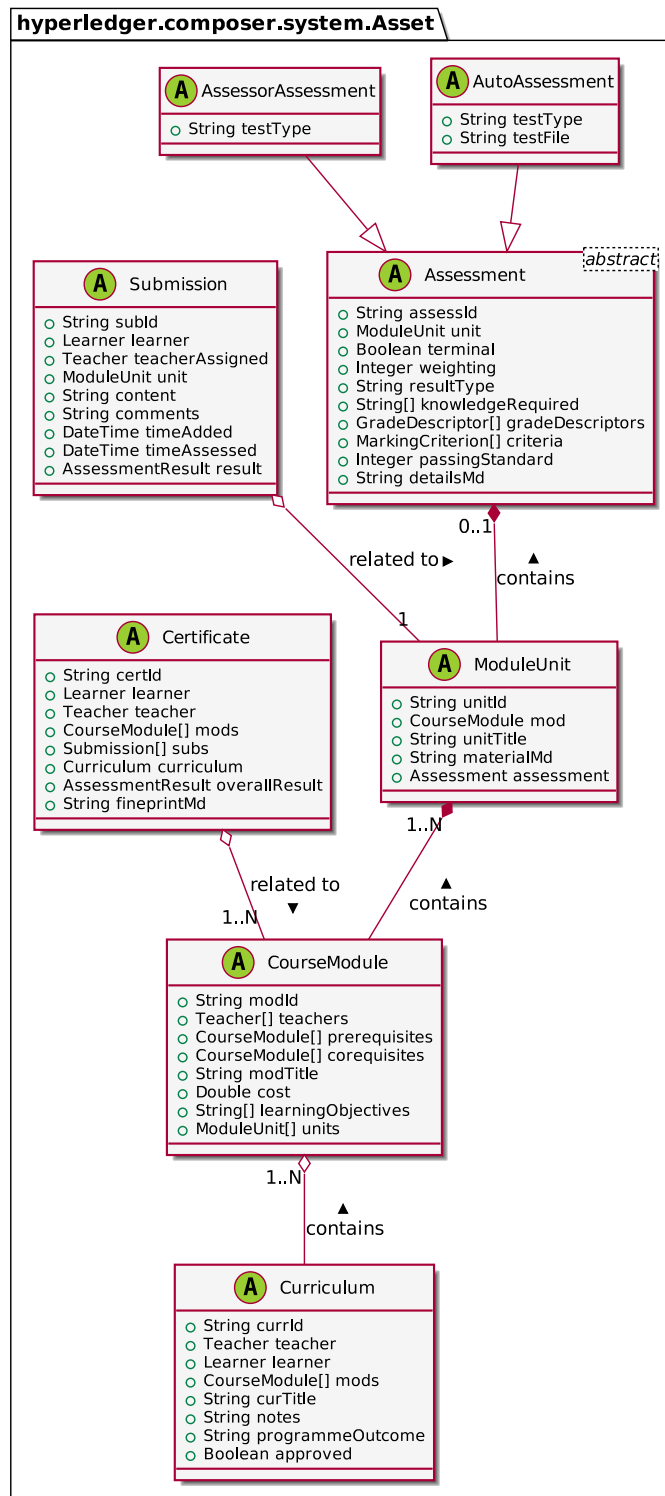 hyperledger.composer.system.Asset
A AssessorAssessment
String testType
A AutoAssessment
String testType
String testFile
A Submission
String subId
Learner learner
Teacher teacherAssigned
ModuleUnit unit
String content
String comments
DateTime timeAdded
DateTime timeAssessed
AssessmentResult result
abstract
A Assessment
String assessId
ModuleUnit unit
Boolean terminal
Integer weighting
String resultType
String[] knowledgeRequired
GradeDescriptor[] gradeDescriptors
MarkingCriterion[] criteria
Integer passingStandard
String detailsMd
0..1
related to ►
▲
contains
1
A Certificate
String certId
Learner learner
Teacher teacher
CourseModule[] mods
Submission[] subs
Curriculum curriculum
AssessmentResult overallResult
String fineprintMd
A ModuleUnit
String unitId
CourseModule mod
String unitTitle
String materialMd
Assessment assessment
1..N
related to
▼
▲
contains
1..N
A CourseModule
String modId
Teacher[] teachers
CourseModule[] prerequisites
CourseModule[] corequisites
String modTitle
Double cost
String[] learningObjectives
ModuleUnit[] units
1..N
▲
contains
A Curriculum
String currId
Teacher teacher
Learner learner
CourseModule[] mods
String curTitle
String notes
String programmeOutcome
Boolean approved